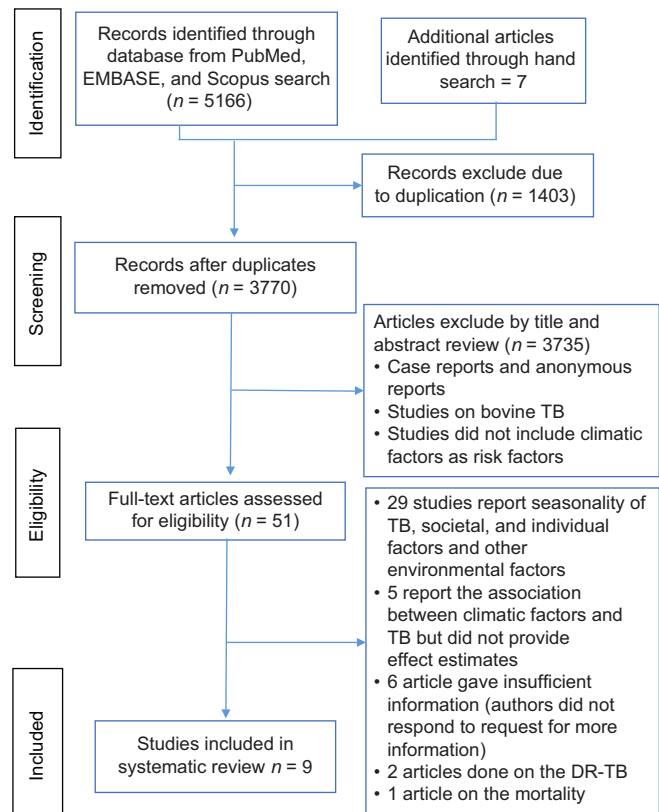 Identification
Records identified through
database from PubMed,
EMBASE, and Scopus search
(n = 5166)
Additional articles
identified through hand
search = 7
Records exclude due
to duplication (n = 1403)
Screening
Records after duplicates
removed (n = 3770)
Articles exclude by title and
abstract review (n = 3735)
• Case reports and anonymous
reports
• Studies on bovine TB
• Studies did not include climatic
factors as risk factors
Eligibility
Full-text articles assessed
for eligibility (n = 51)
• 29 studies report seasonality of
TB, societal, and individual
factors and other
environmental factors
• 5 report the association
between climatic factors and
TB but did not provide
effect estimates
• 6 article gave insufficient
information (authors did not
respond to request for more
information)
• 2 articles done on the DR-TB
• 1 article on the mortality
Included
Studies included in
systematic review n = 9